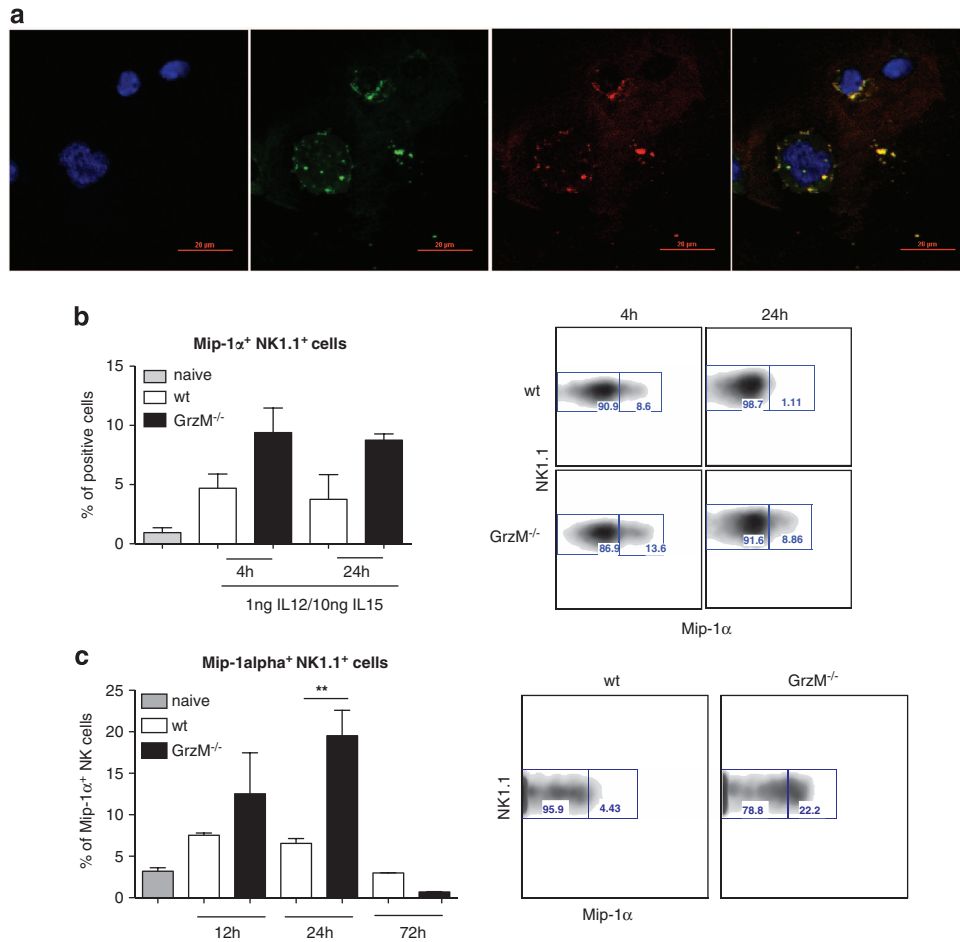 a
20 µm
20 µm
20 µm
b
Mip-1α+ NK1.1+ cells
15
10
5
0
% of positive cells
naive
wt
GrzM-/-
4h
24h
1ng IL12/10ng IL15
4h
24h
wt
90.9
8.6
98.7
1.11
NK1.1
GrzM-/-
86.9
13.6
91.6
8.86
Mip-1α
c
Mip-1alpha+ NK1.1+ cells
25
20
15
10
5
0
% of Mip-1α+ NK cells
naive
wt
GrzM-/-
**
12h
24h
72h
wt
GrzM-/-
NK1.1
95.9
4.43
78.8
22.2
Mip-1α